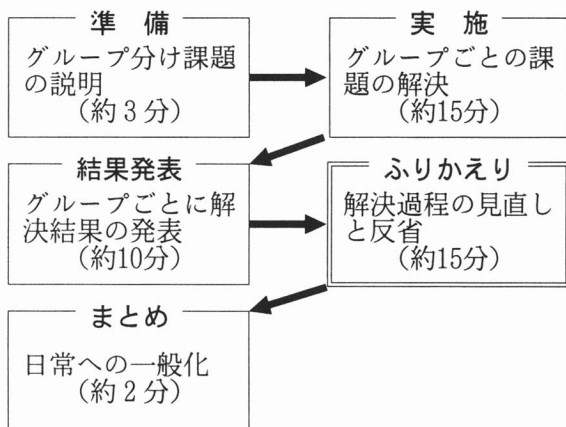 準 備
グループ分け課題
の説明
(約3分)
実 施
グループごとの課
題の解決
(約15分)
結果発表
グループごとに解
決結果の発表
(約10分)
ふりかえり
解決過程の見直し
と反省
(約15分)
まとめ
日常への一般化
(約2分)